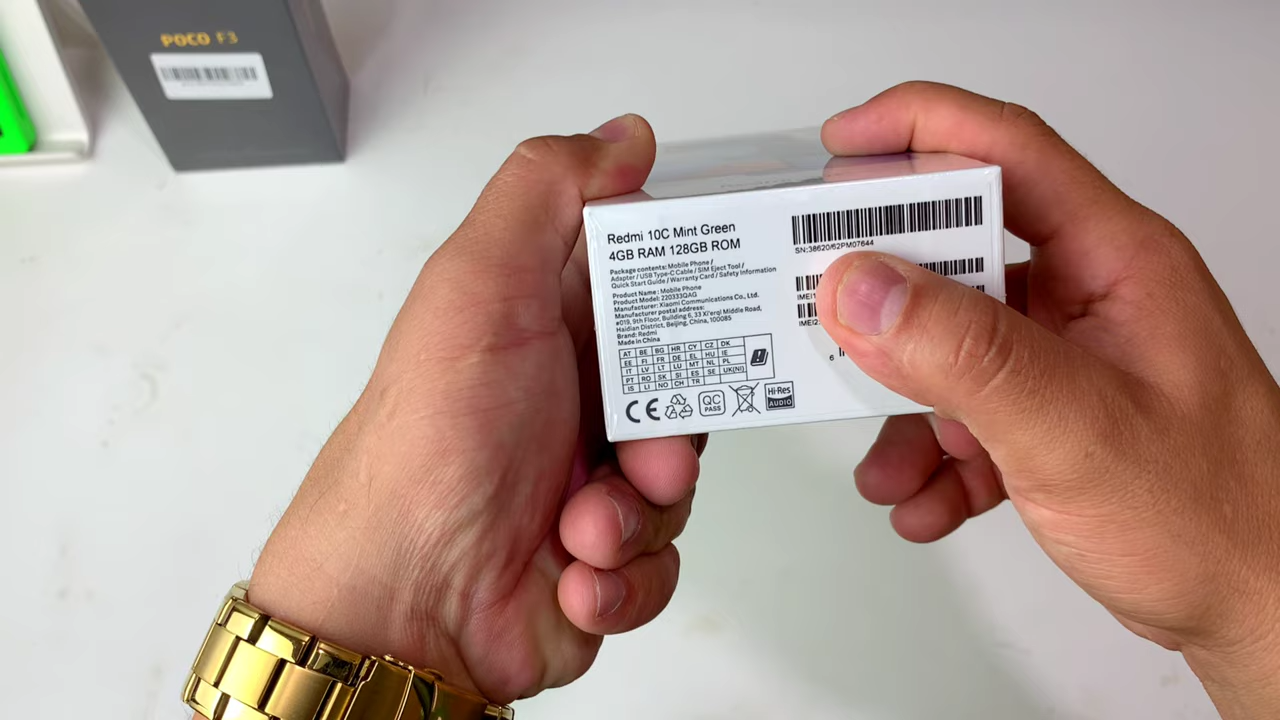 POCO F3
Redmi 10C Mint Green
4GB RAM 128GB ROM
Package contents: Mobile Phone /
Adapter / USB Type-C Cable / SIM Eject Tool /
Quick Start Guide / Warranty Card / Safety Information
Product Name : Mobile Phone
Product Model: 220333QAG
Manufacturer: Xiaomi Communications Co., Ltd.
Manufacturer postal address:
#019, 9th Floor, Building 6, 33 Xi'erqi Middle Road,
Haidian District, Beijing, China, 100085
Brand: Redmi
Made in China
AT BE BG HR CY CZ DK
EE FI FR DE EL HU IE
IT LV LT LU MT NL PL
PT RO SK SI ES SE UK(NI)
IS LI NO CH TR
CE
QC
PASS
Hi-Res
AUDIO
SN:38620/62PM07644
IMEI1
IMEI2
6